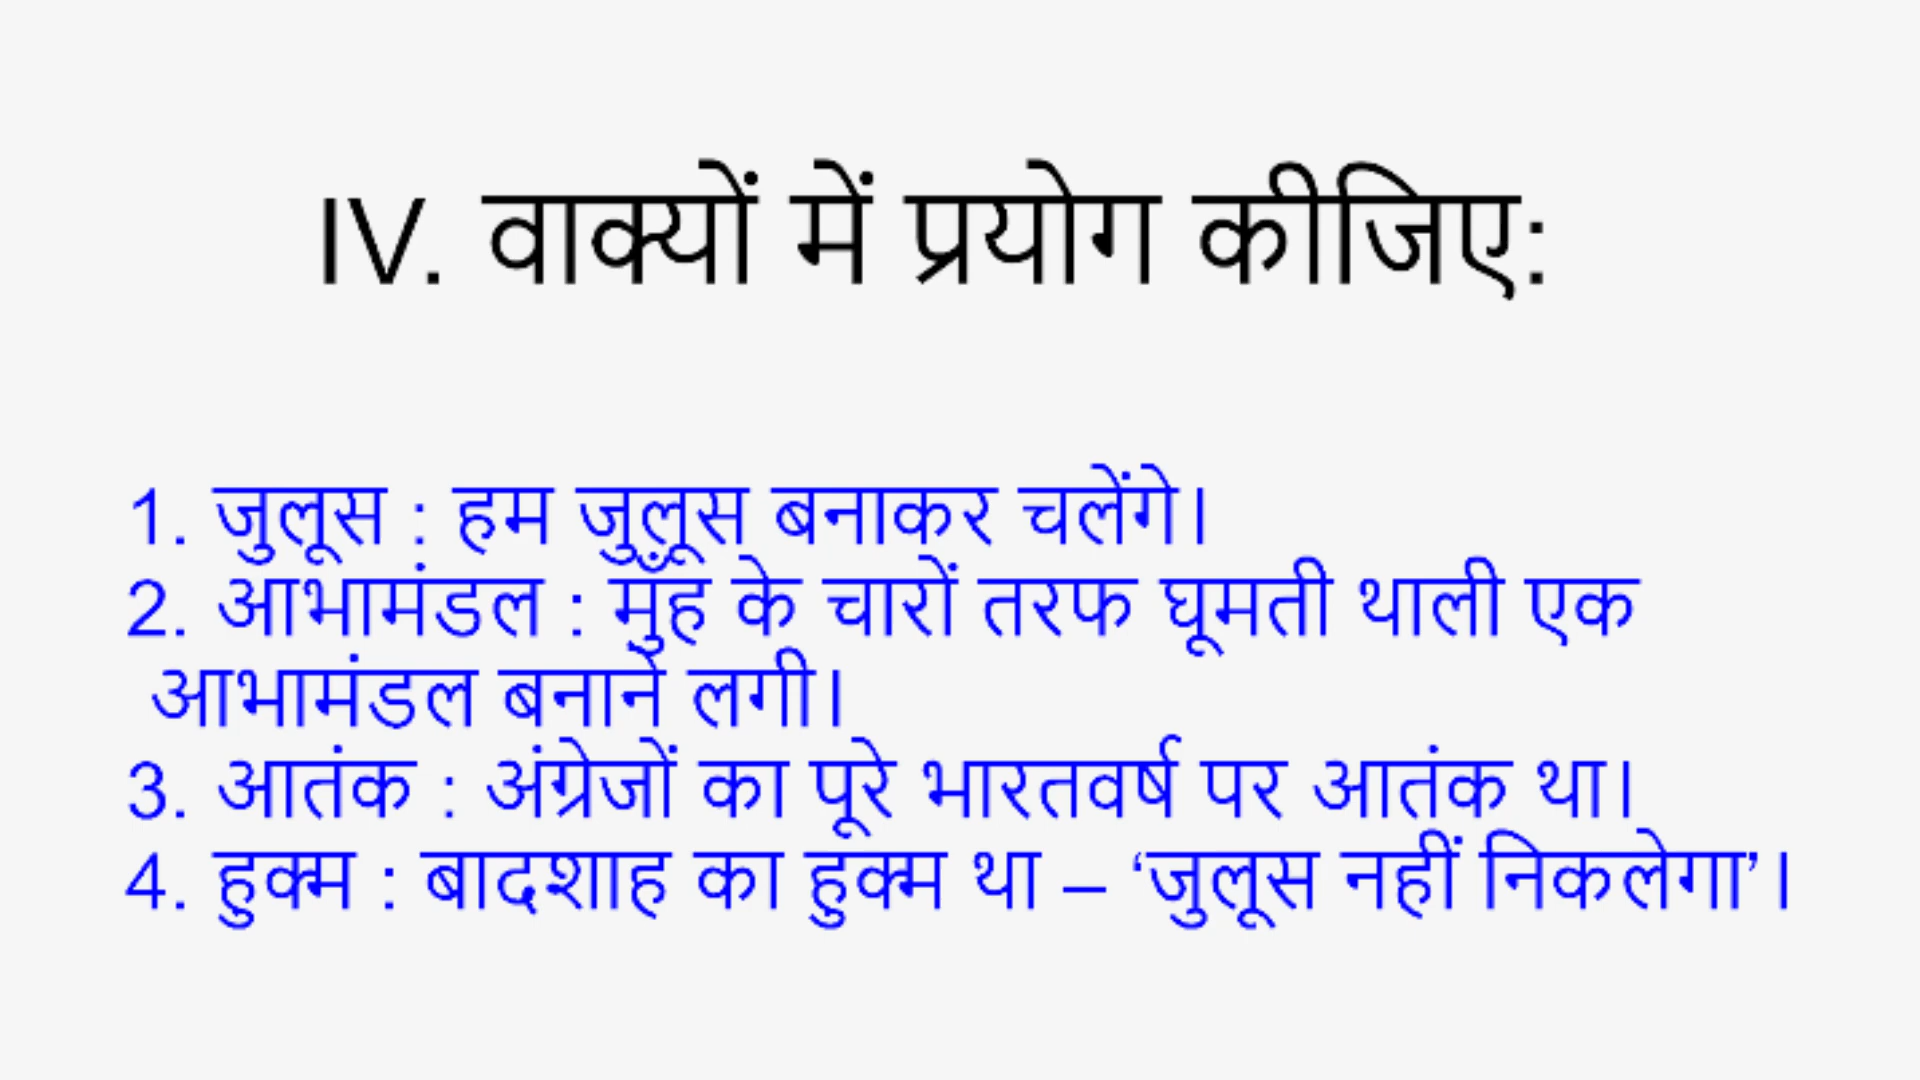 IV. वाक्यों में प्रयोग कीजिए:
1. जुलूस : हम जुलूस बनाकर चलेंगे।
2. आभामंडल : मुँह के चारों तरफ घूमती थाली एक
आभामंडल बनाने लगी।
3. आतंक : अंग्रेजों का पूरे भारतवर्ष पर आतंक था।
4. हुक्म : बादशाह का हुक्म था – ‘जुलूस नहीं निकलेगा’।